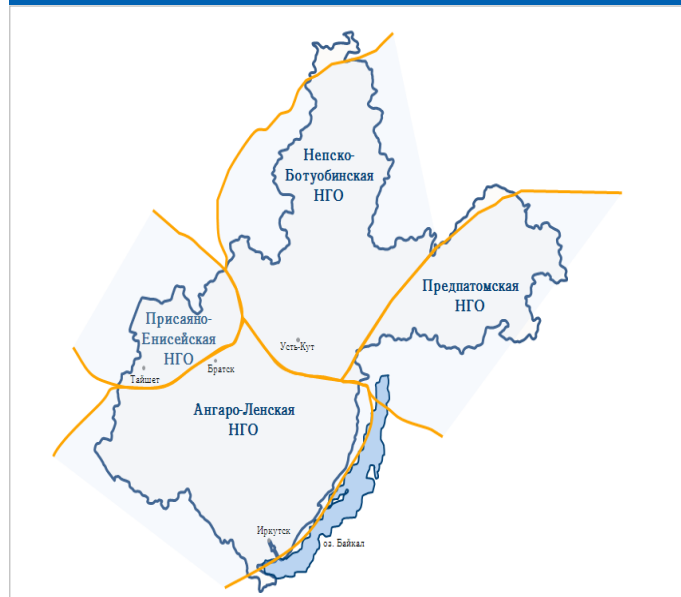 Непско-
Ботуобинская
НГО
Предпатомская
НГО
Присаяно-
Енисейская
НГО
Усть-Кут
Братск
Тайшет
Ангаро-Ленская
НГО
Иркутск
оз. Байкал